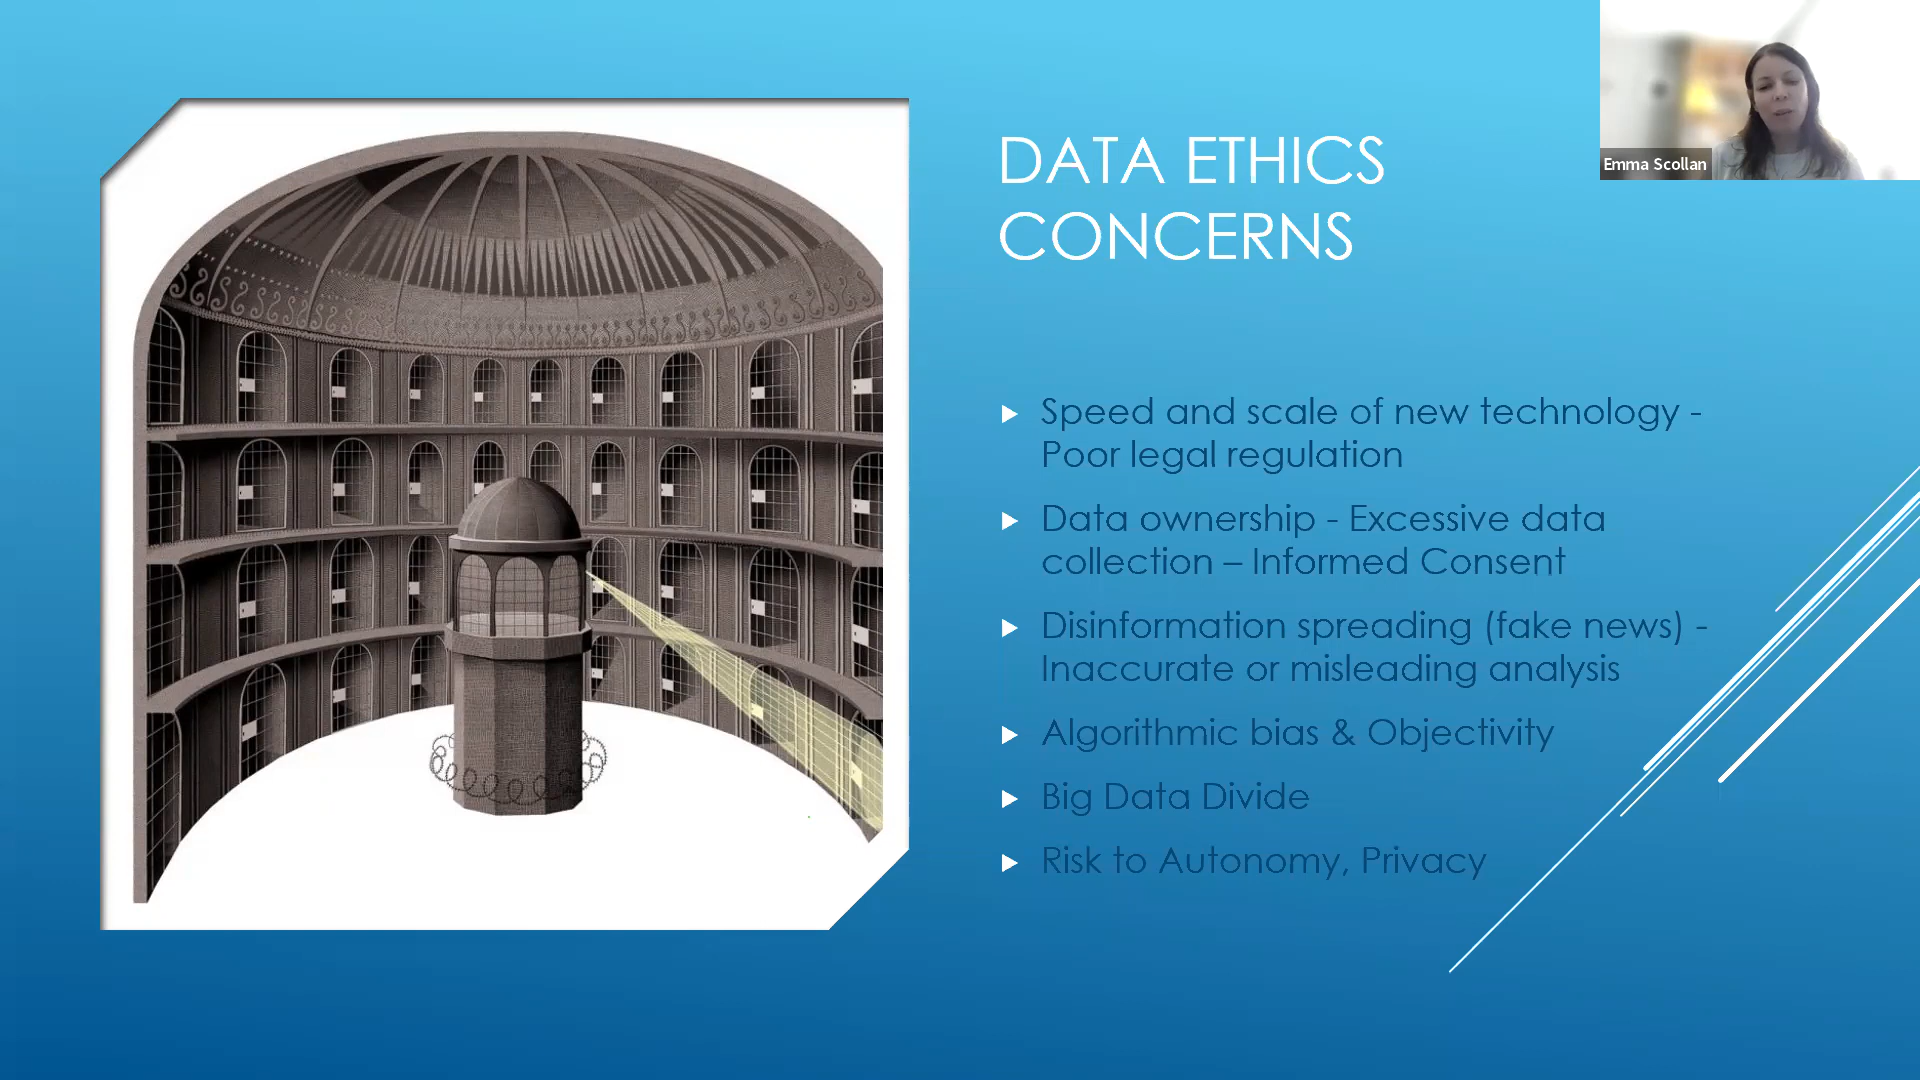 Emma Scollan
DATA ETHICS
CONCERNS
Speed and scale of new technology -
Poor legal regulation
Data ownership - Excessive data
collection – Informed Consent
Disinformation spreading (fake news) -
Inaccurate or misleading analysis
Algorithmic bias & Objectivity
Big Data Divide
Risk to Autonomy, Privacy